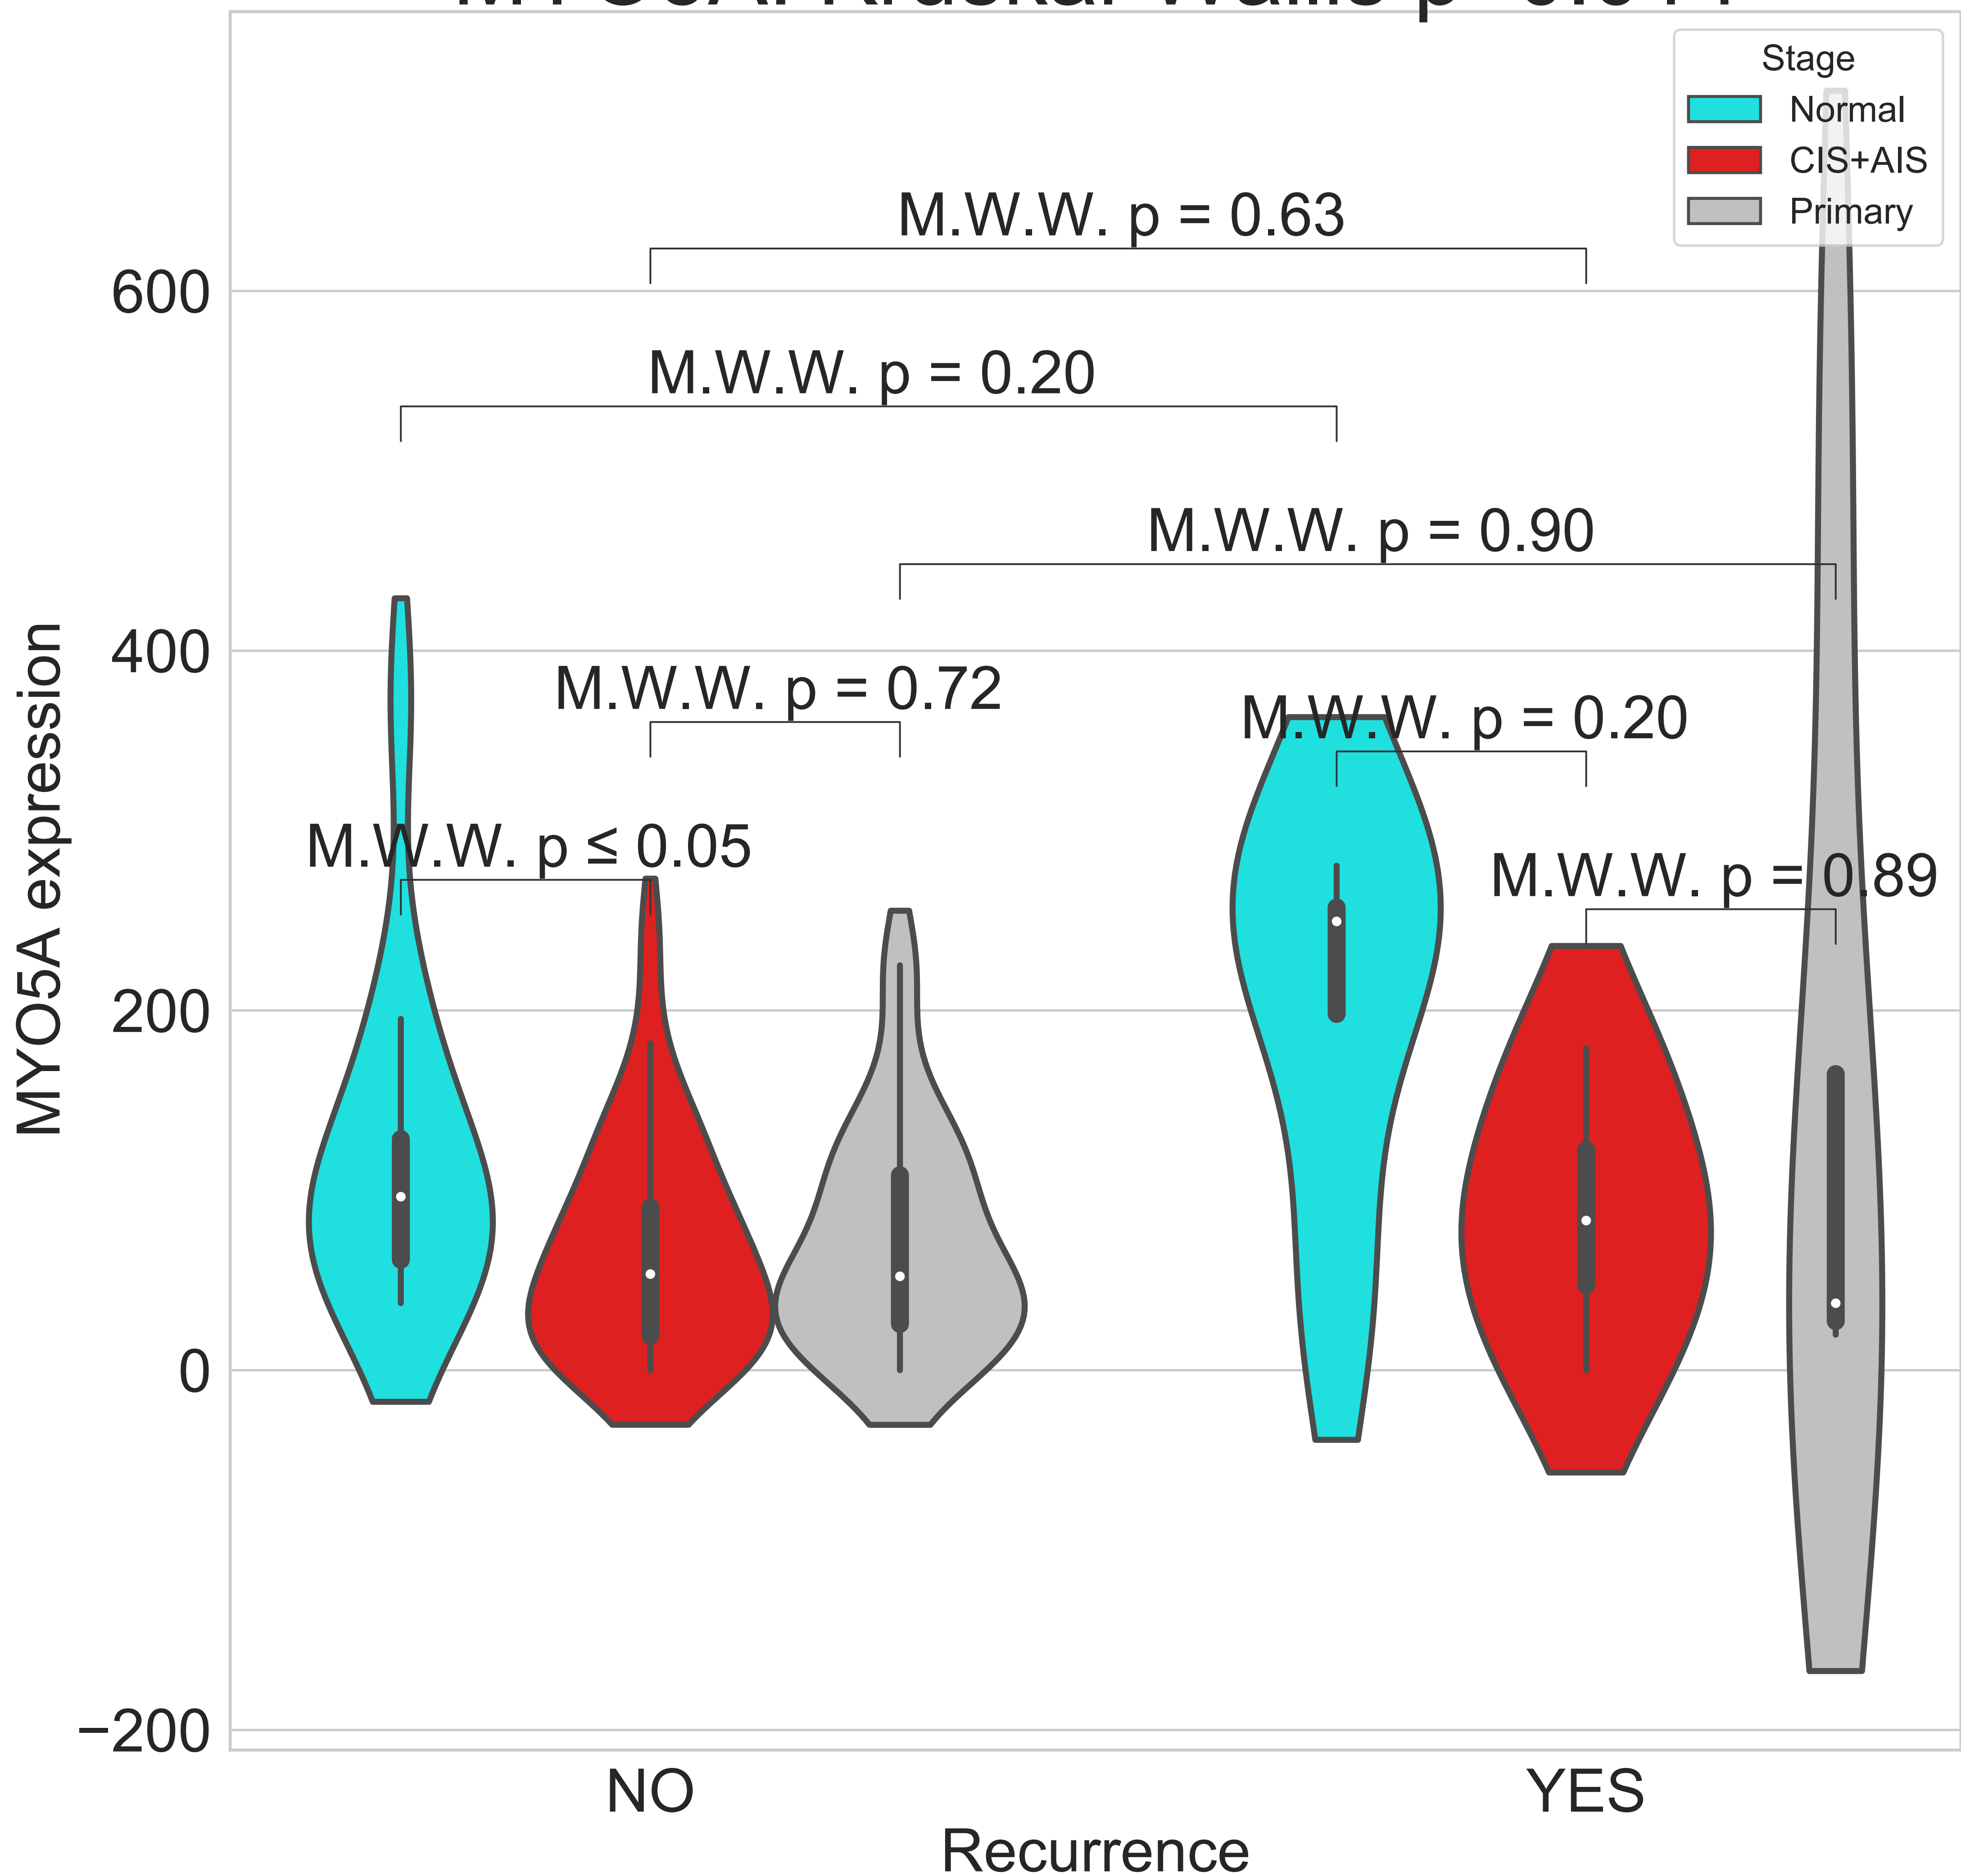 Stage
Normal
CIS+AIS
Primary
M.W.W. p = 0.63
600
M.W.W. p = 0.20
M.W.W. p = 0.90
400
M.W.W. p = 0.72
M.W.W. p = 0.20
M.W.W. p ≤ 0.05
M.W.W. p = 0.89
MYO5A expression
200
0
−200
NO
YES
Recurrence